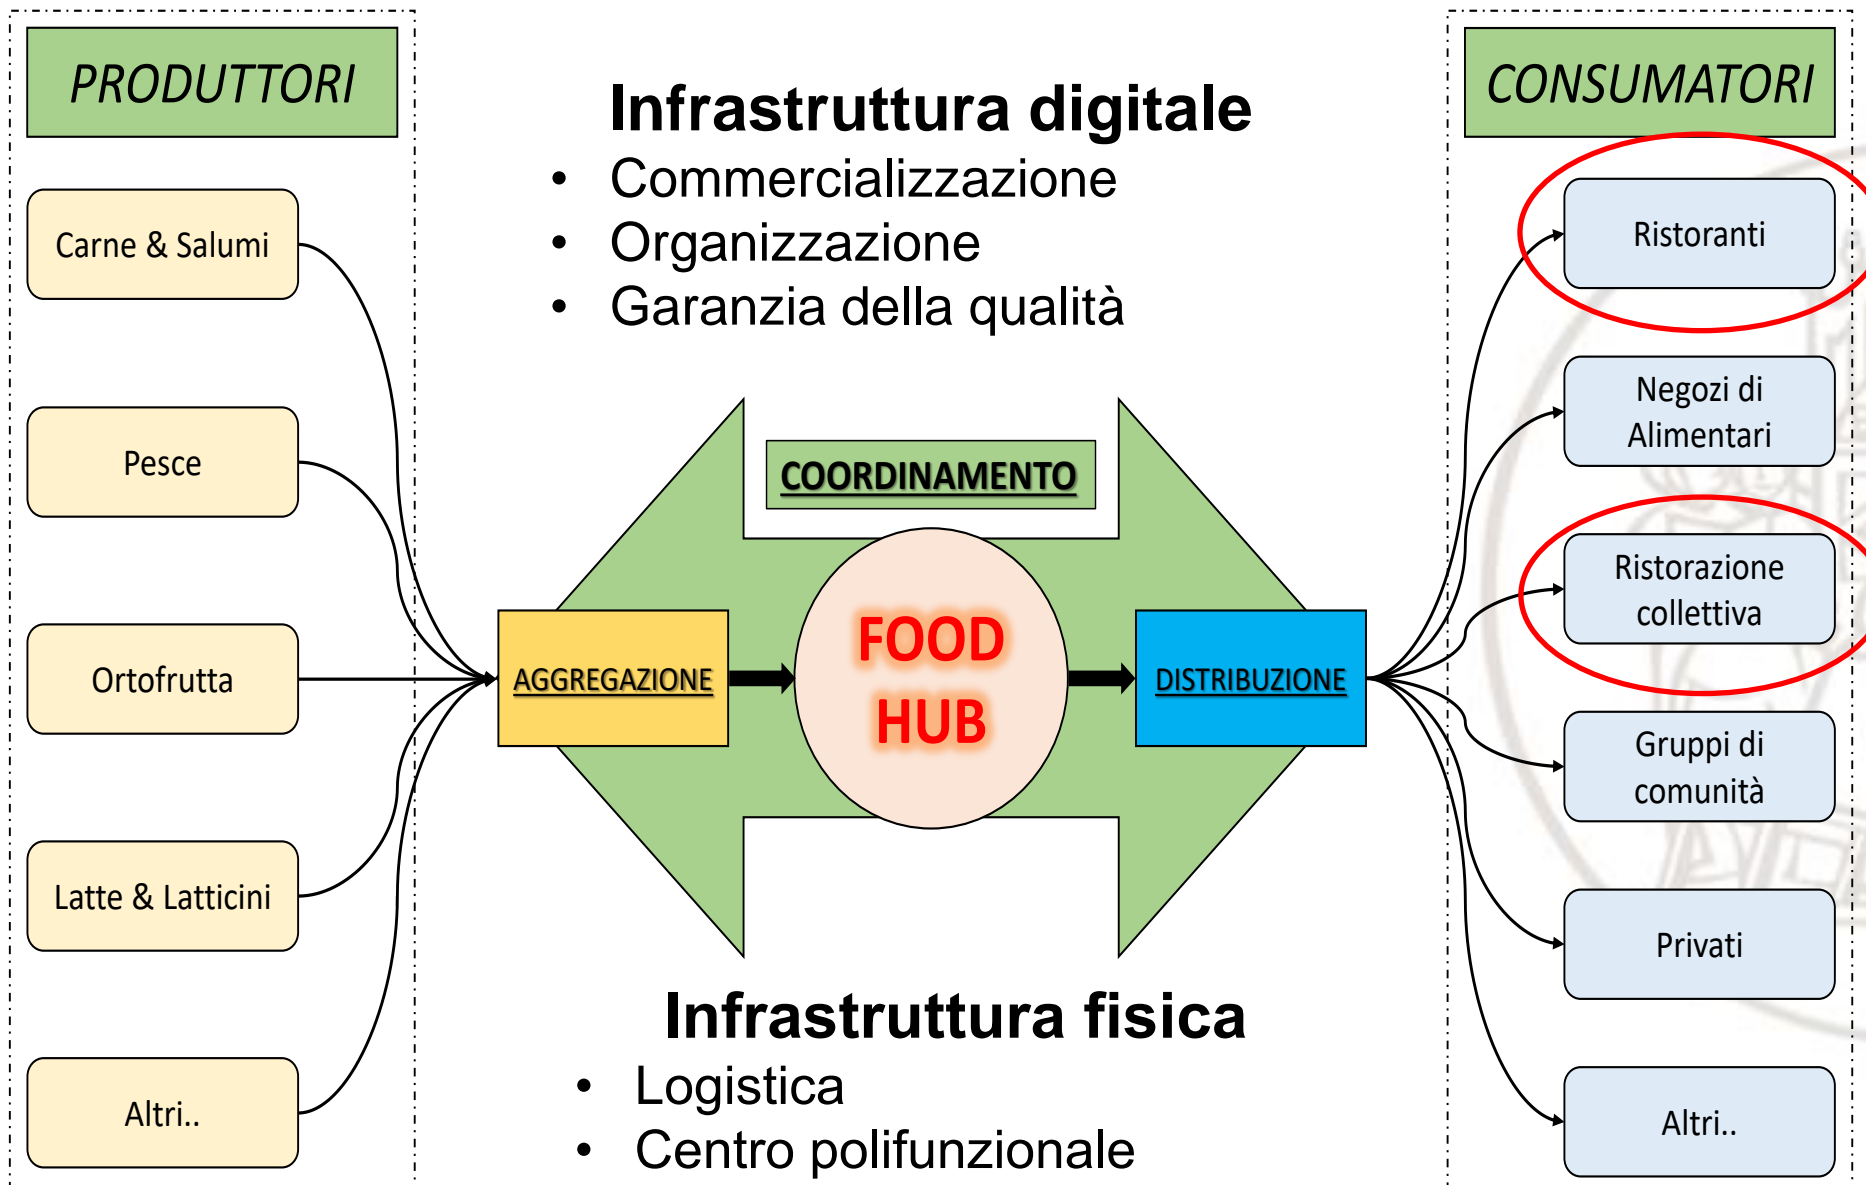 PRODUTTORI
Carne & Salumi
Pesce
Ortofrutta
Latte & Latticini
Altri..
Infrastruttura digitale
• Commercializzazione
• Organizzazione
• Garanzia della qualità
COORDINAMENTO
AGGREGAZIONE
FOOD
HUB
DISTRIBUZIONE
Infrastruttura fisica
• Logistica
• Centro polifunzionale
CONSUMATORI
Ristoranti
Negozi di
Alimentari
Ristorazione
collettiva
Gruppi di
comunità
Privati
Altri..